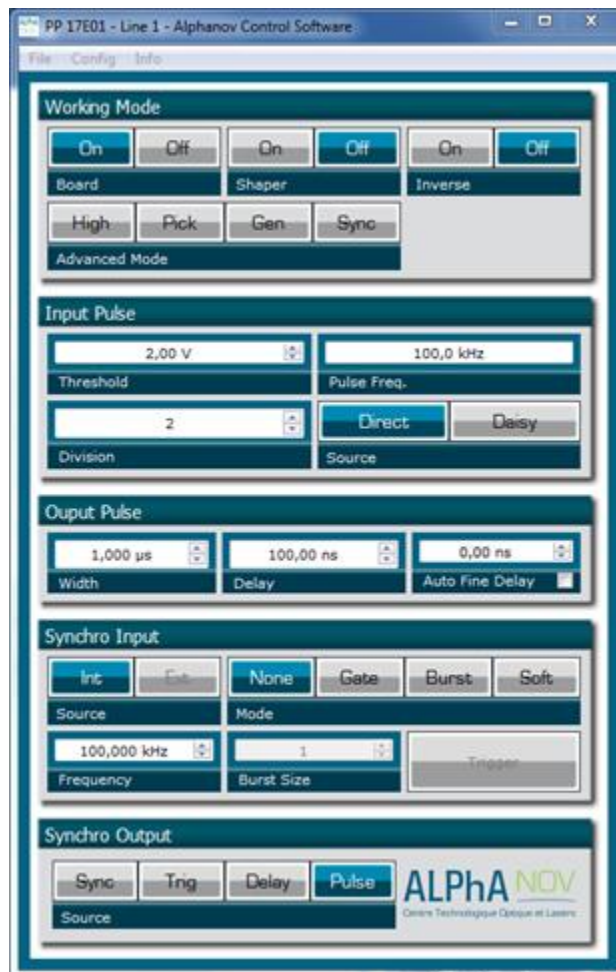 PP 17E01 - Line 1 - Alphanov Control Software
File Config Info
Working Mode
On Off On Off On Off
Board Shaper Inverse
High Pick Gen Sync
Advanced Mode
Input Pulse
2,00 V 100,0 kHz
Threshold Pulse Freq.
2 Direct Daisy
Division Source
Ouput Pulse
1,000 µs 100,00 ns 0,00 ns
Width Delay Auto Fine Delay
Synchro Input
Int Ext None Gate Burst Soft
Source Mode
100,000 kHz 1 Trigger
Frequency Burst Size
Synchro Output
Sync Trig Delay Pulse ALPhA NOV
Source Centre Technologique Optique et Lasers